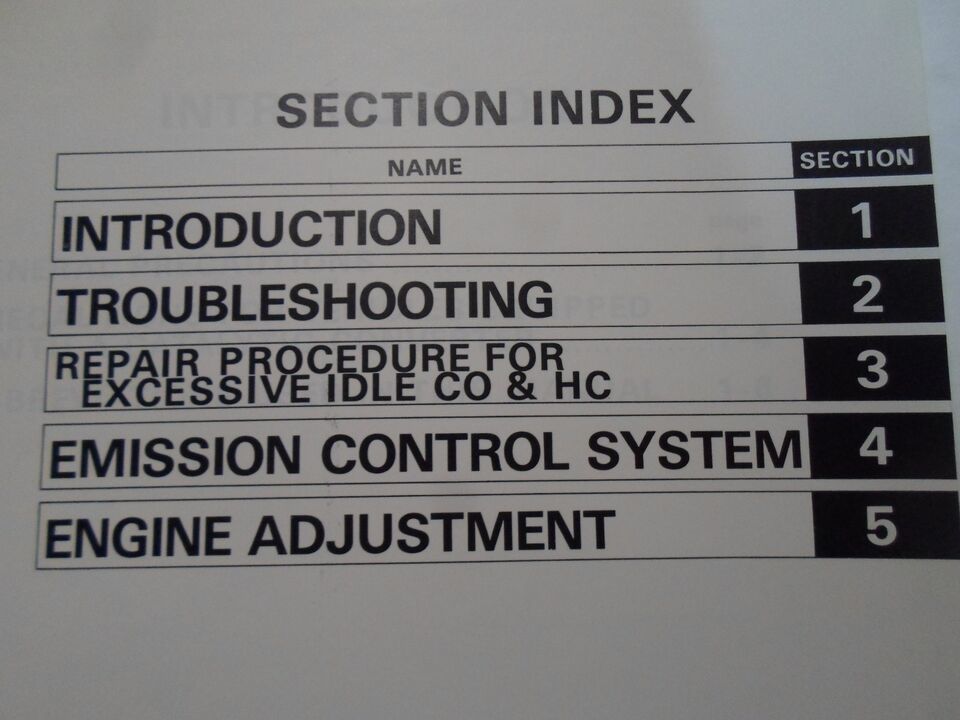 SECTION INDEX
NAME SECTION
INTRODUCTION 1
TROUBLESHOOTING 2
REPAIR PROCEDURE FOR
EXCESSIVE IDLE CO & HC 3
EMISSION CONTROL SYSTEM 4
ENGINE ADJUSTMENT 5